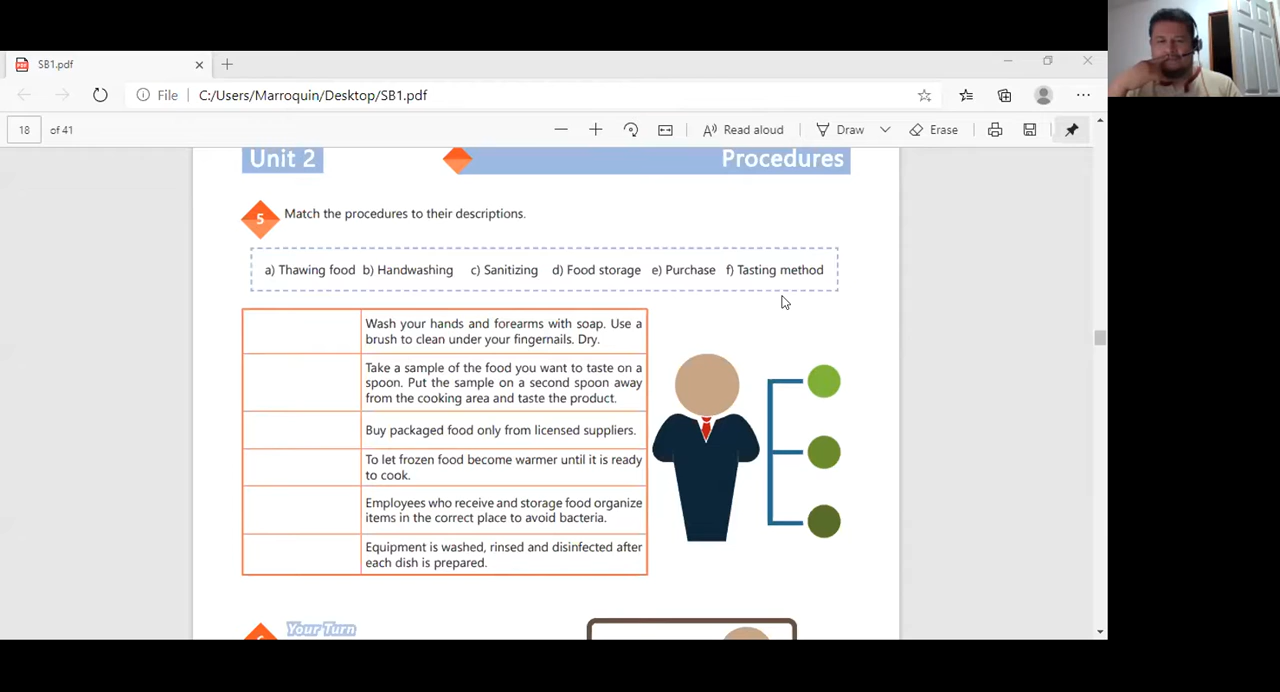 SB1.pdf
File C:/Users/Marroquin/Desktop/SB1.pdf
18 of 41 Read aloud Draw Erase
Unit 2 Procedures
5 Match the procedures to their descriptions.
a) Thawing food b) Handwashing c) Sanitizing d) Food storage e) Purchase f) Tasting method
Wash your hands and forearms with soap. Use a
brush to clean under your fingernails. Dry.
Take a sample of the food you want to taste on a
spoon. Put the sample on a second spoon away
from the cooking area and taste the product.
Buy packaged food only from licensed suppliers.
To let frozen food become warmer until it is ready
to cook.
Employees who receive and storage food organize
items in the correct place to avoid bacteria.
Equipment is washed, rinsed and disinfected after
each dish is prepared.
Your Turn